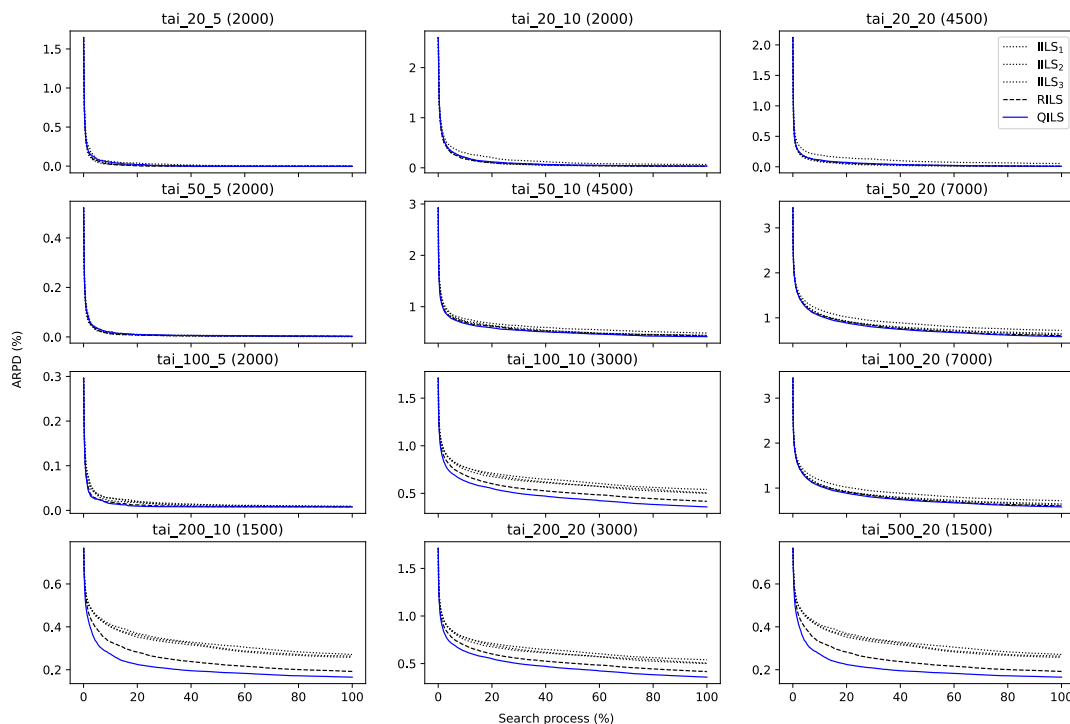 tai_20_5 (2000)
tai_20_10 (2000)
tai_20_20 (4500)
1.5
1.0
0.5
0.0
2
1
0
2.0
1.5
1.0
0.5
0.0
IILS1
IILS2
IILS3
RILS
QILS
tai_50_5 (2000)
tai_50_10 (4500)
tai_50_20 (7000)
0.4
0.2
0.0
3
2
1
3
2
1
tai_100_5 (2000)
tai_100_10 (3000)
tai_100_20 (7000)
ARPD (%)
0.3
0.2
0.1
0.0
1.5
1.0
0.5
3
2
1
tai_200_10 (1500)
tai_200_20 (3000)
tai_500_20 (1500)
0.6
0.4
0.2
1.5
1.0
0.5
0.6
0.4
0.2
0 20 40 60 80 100
0 20 40 60 80 100
0 20 40 60 80 100
Search process (%)